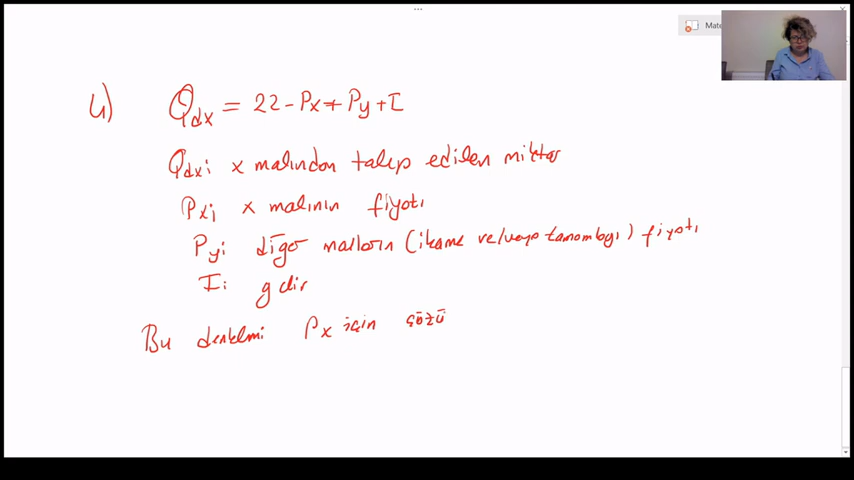 Mate
4) Qdx = 22 - Px + Py + I
Qdx; x malından talep edilen miktar
Px; x malının fiyatı
Py; diğer malların (ikame ve/veya tamamlayıcı) fiyatı
I; gelir
Bu denklemi Px için çözü